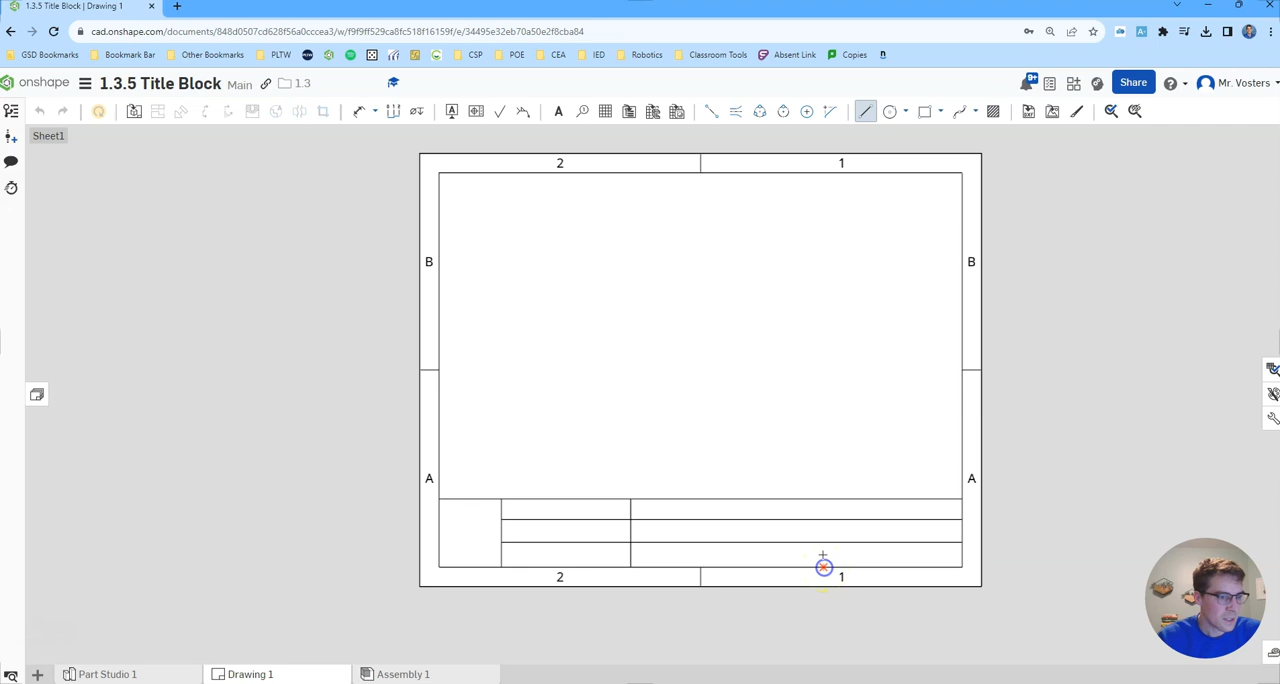 1.3.5 Title Block | Drawing 1
cad.onshape.com/documents/848d0507cd628f56a0cccea3/w/f9f9ff529ca8fc518f16159f/e/34495e32eb70a50e2f8cba84
GSD Bookmarks Bookmark Bar Other Bookmarks PLTW CSP POE CEA IED Robotics Classroom Tools Absent Link Copies
onshape 1.3.5 Title Block Main 1.3 9+ Share Mr. Vosters
Sheet1
2 1
B B
A A
2 1
Part Studio 1 Drawing 1 Assembly 1